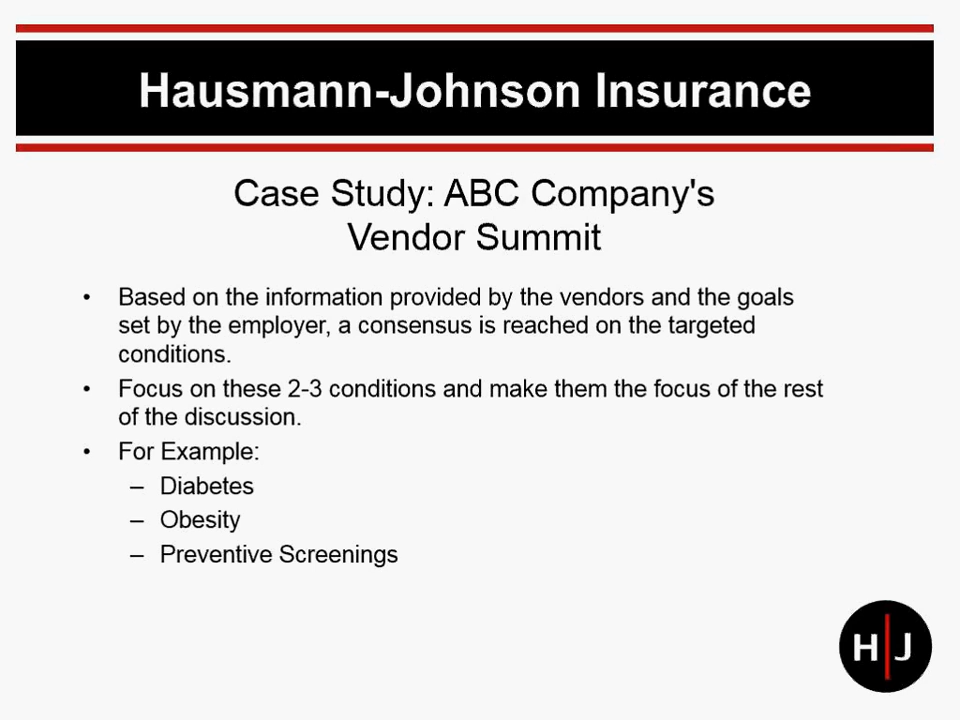 Hausmann-Johnson Insurance
Case Study: ABC Company's
Vendor Summit
• Based on the information provided by the vendors and the goals
set by the employer, a consensus is reached on the targeted
conditions.
• Focus on these 2-3 conditions and make them the focus of the rest
of the discussion.
• For Example:
– Diabetes
– Obesity
– Preventive Screenings
H|J